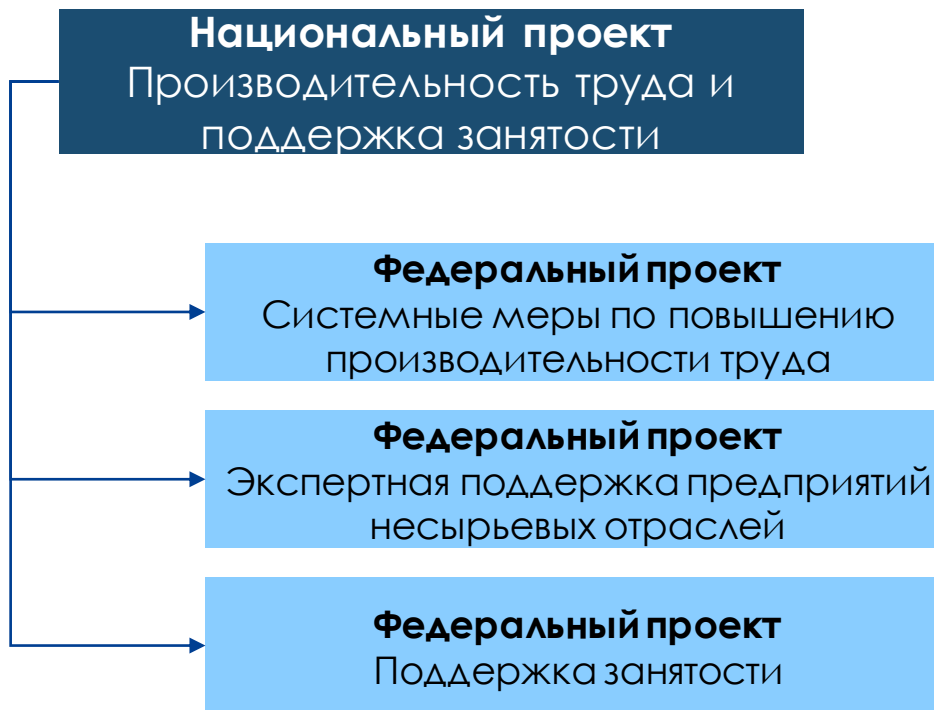 Национальный проект
Производительность труда и
поддержка занятости
Федеральный проект
Системные меры по повышению
производительности труда
Федеральный проект
Экспертная поддержка предприятий
несырьевых отраслей
Федеральный проект
Поддержка занятости